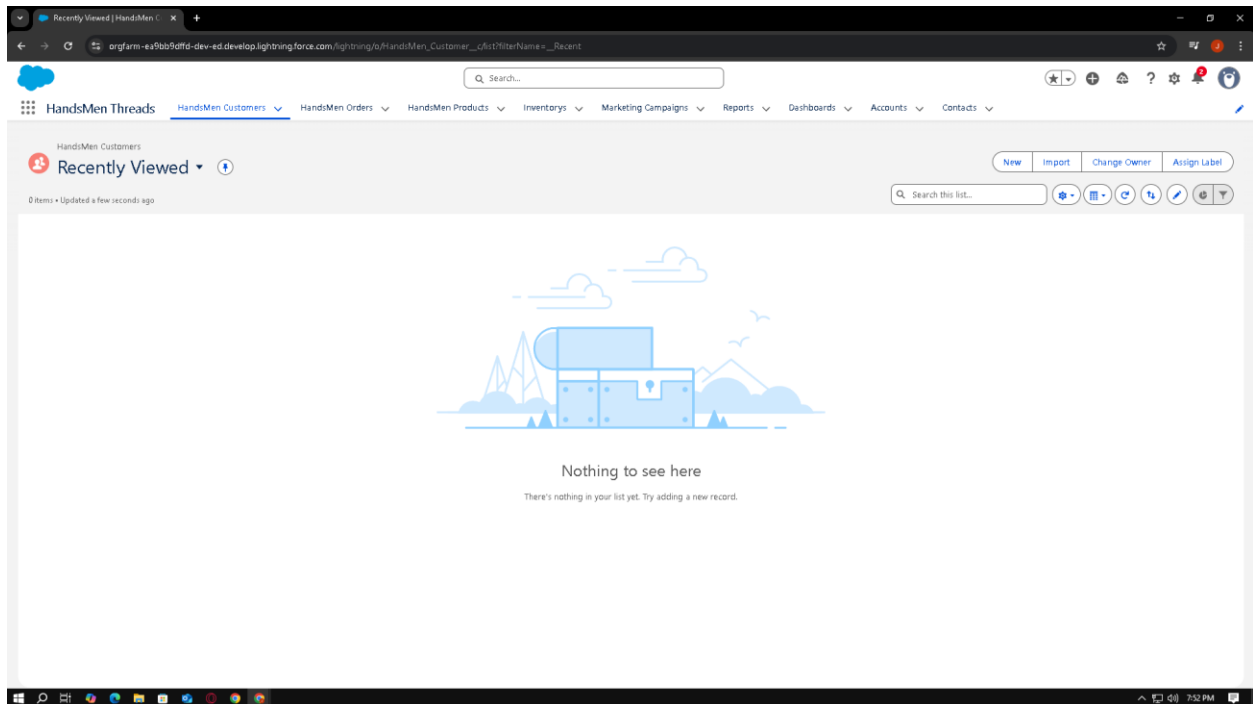 Recently Viewed | HandsMen C
orgfarm-ea9bb9dffd-dev-ed.develop.lightning.force.com/lightning/o/HandsMen_Customer__c/list?filterName=__Recent
J
Search...
2
HandsMen Threads
HandsMen Customers
HandsMen Orders
HandsMen Products
Inventorys
Marketing Campaigns
Reports
Dashboards
Accounts
Contacts
HandsMen Customers
Recently Viewed
New
Import
Change Owner
Assign Label
0 items • Updated a few seconds ago
Search this list...
Nothing to see here
There's nothing in your list yet. Try adding a new record.
7:52 PM